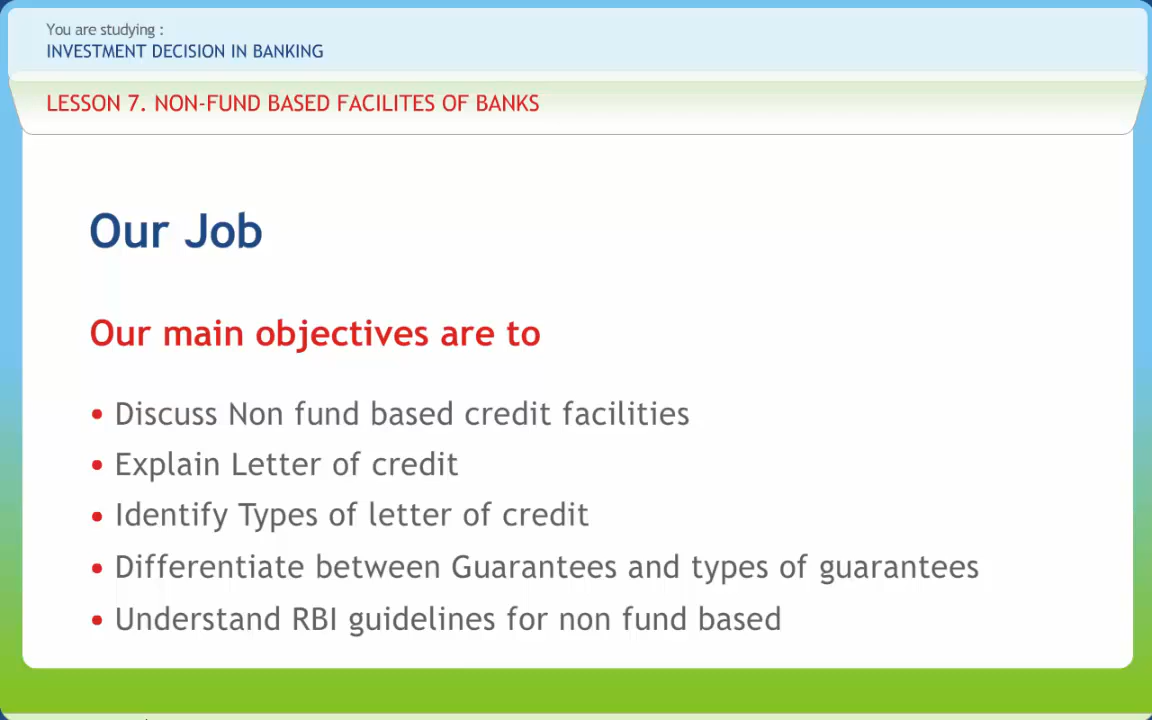 You are studying :
INVESTMENT DECISION IN BANKING
LESSON 7. NON-FUND BASED FACILITES OF BANKS
Our Job
Our main objectives are to
• Discuss Non fund based credit facilities
• Explain Letter of credit
• Identify Types of letter of credit
• Differentiate between Guarantees and types of guarantees
• Understand RBI guidelines for non fund based